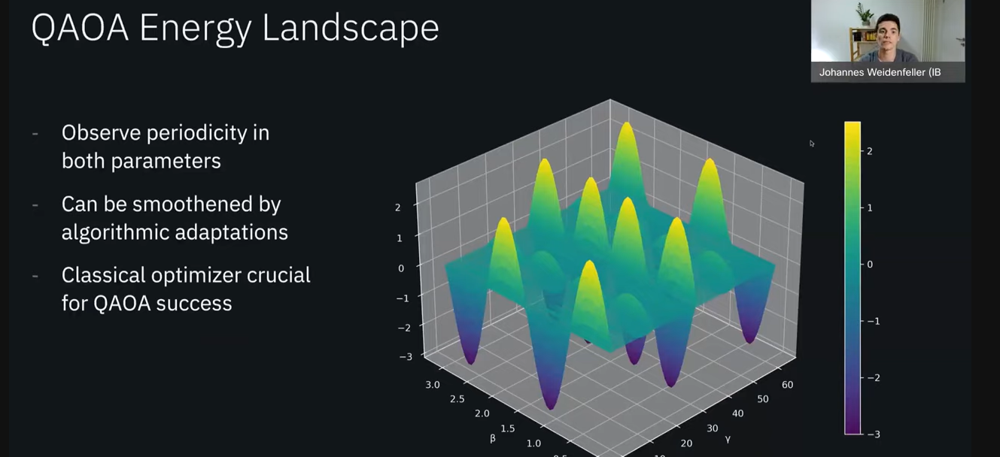 QAOA Energy Landscape
Johannes Weidenfeller (IB
- Observe periodicity in
both parameters
- Can be smoothened by
algorithmic adaptations
- Classical optimizer crucial
for QAOA success
2
1
0
−1
−2
−3
3.0
2.5
2.0
1.5
1.0
β
20
30
40
50
60
γ
2
1
0
−1
−2
−3